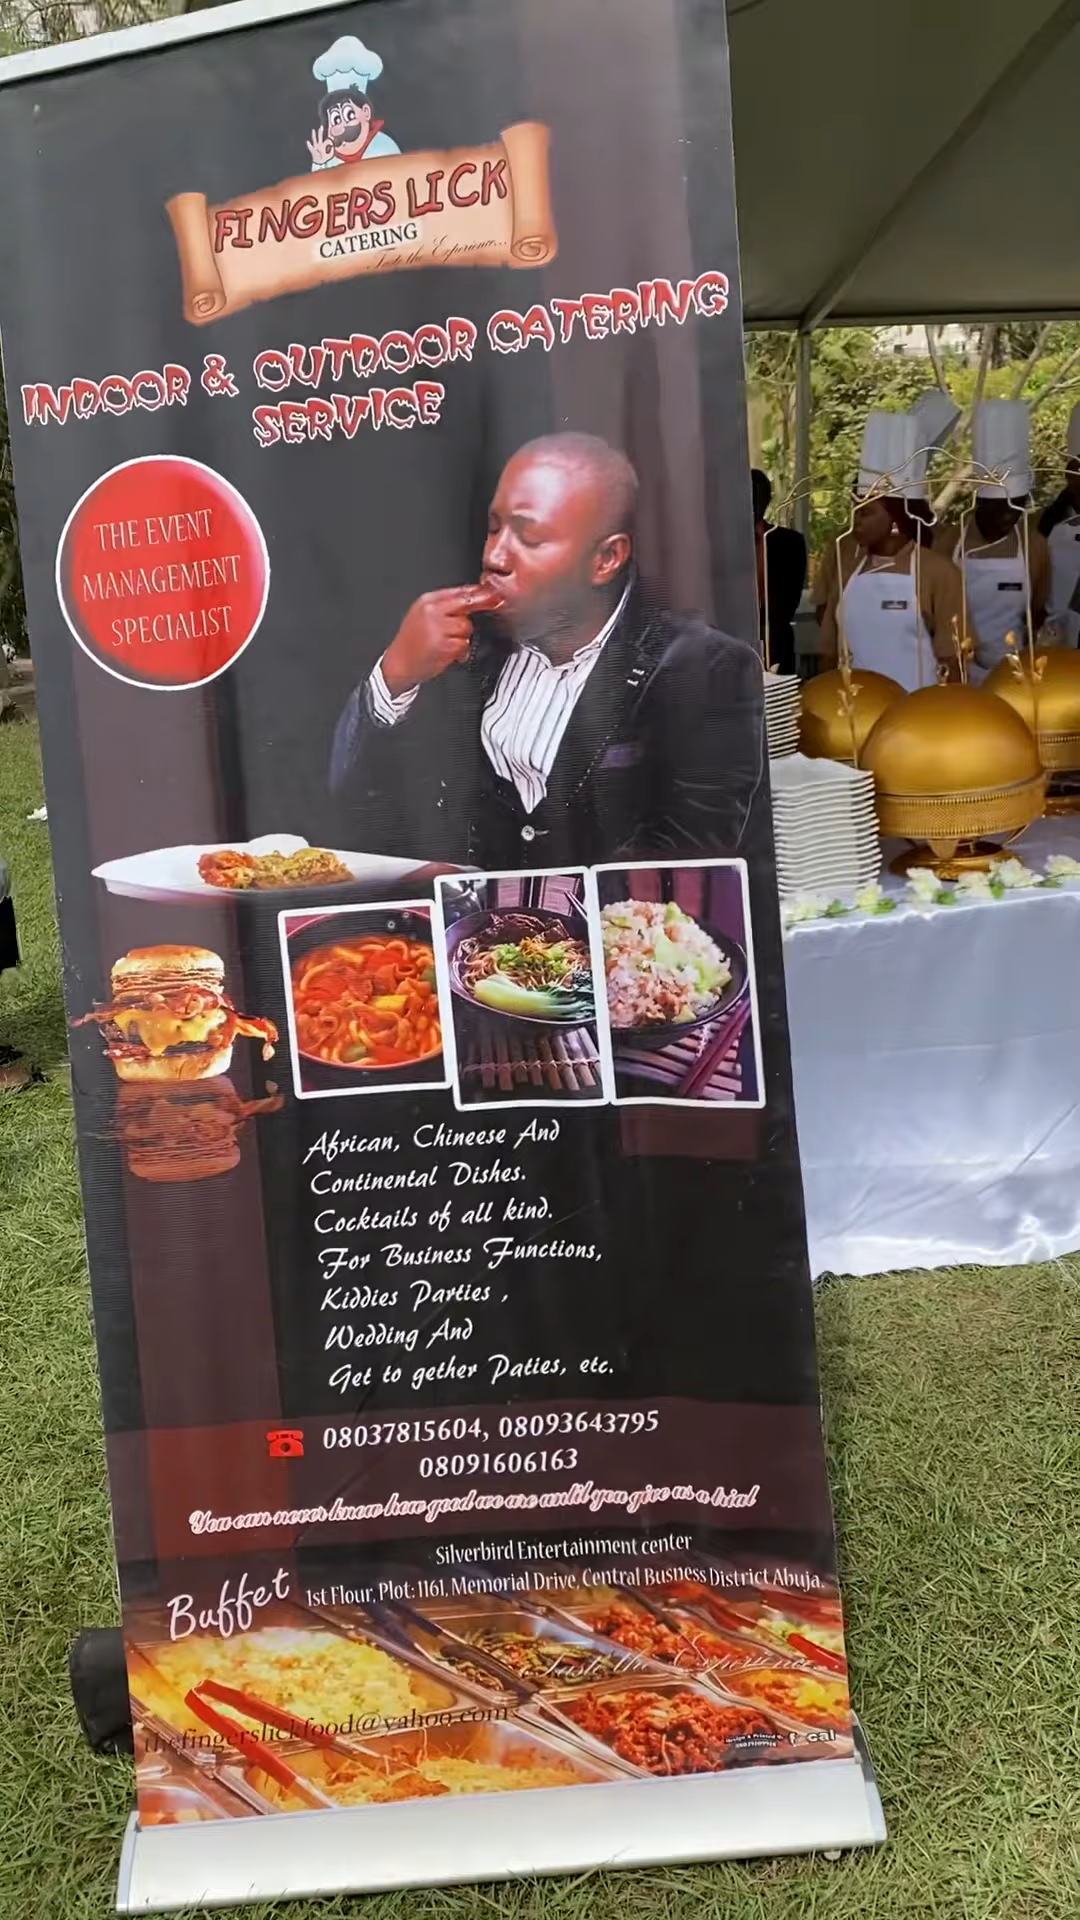 FINGERS LICK
CATERING
Taste the Experience...
INDOOR & OUTDOOR CATERING
SERVICE
THE EVENT
MANAGEMENT
SPECIALIST
African, Chineese And
Continental Dishes.
Cocktails of all kind.
For Business Functions,
Kiddies Parties ,
Wedding And
Get to gether Paties, etc.
08037815604, 08093643795
08091606163
You can never know how good we are until you give us a trial
Silverbird Entertainment center
1st Flour, Plot: 1161, Memorial Drive, Central Busness District Abuja.
Buffet
Taste the Experience...
thefingerslickfood@yahoo.com